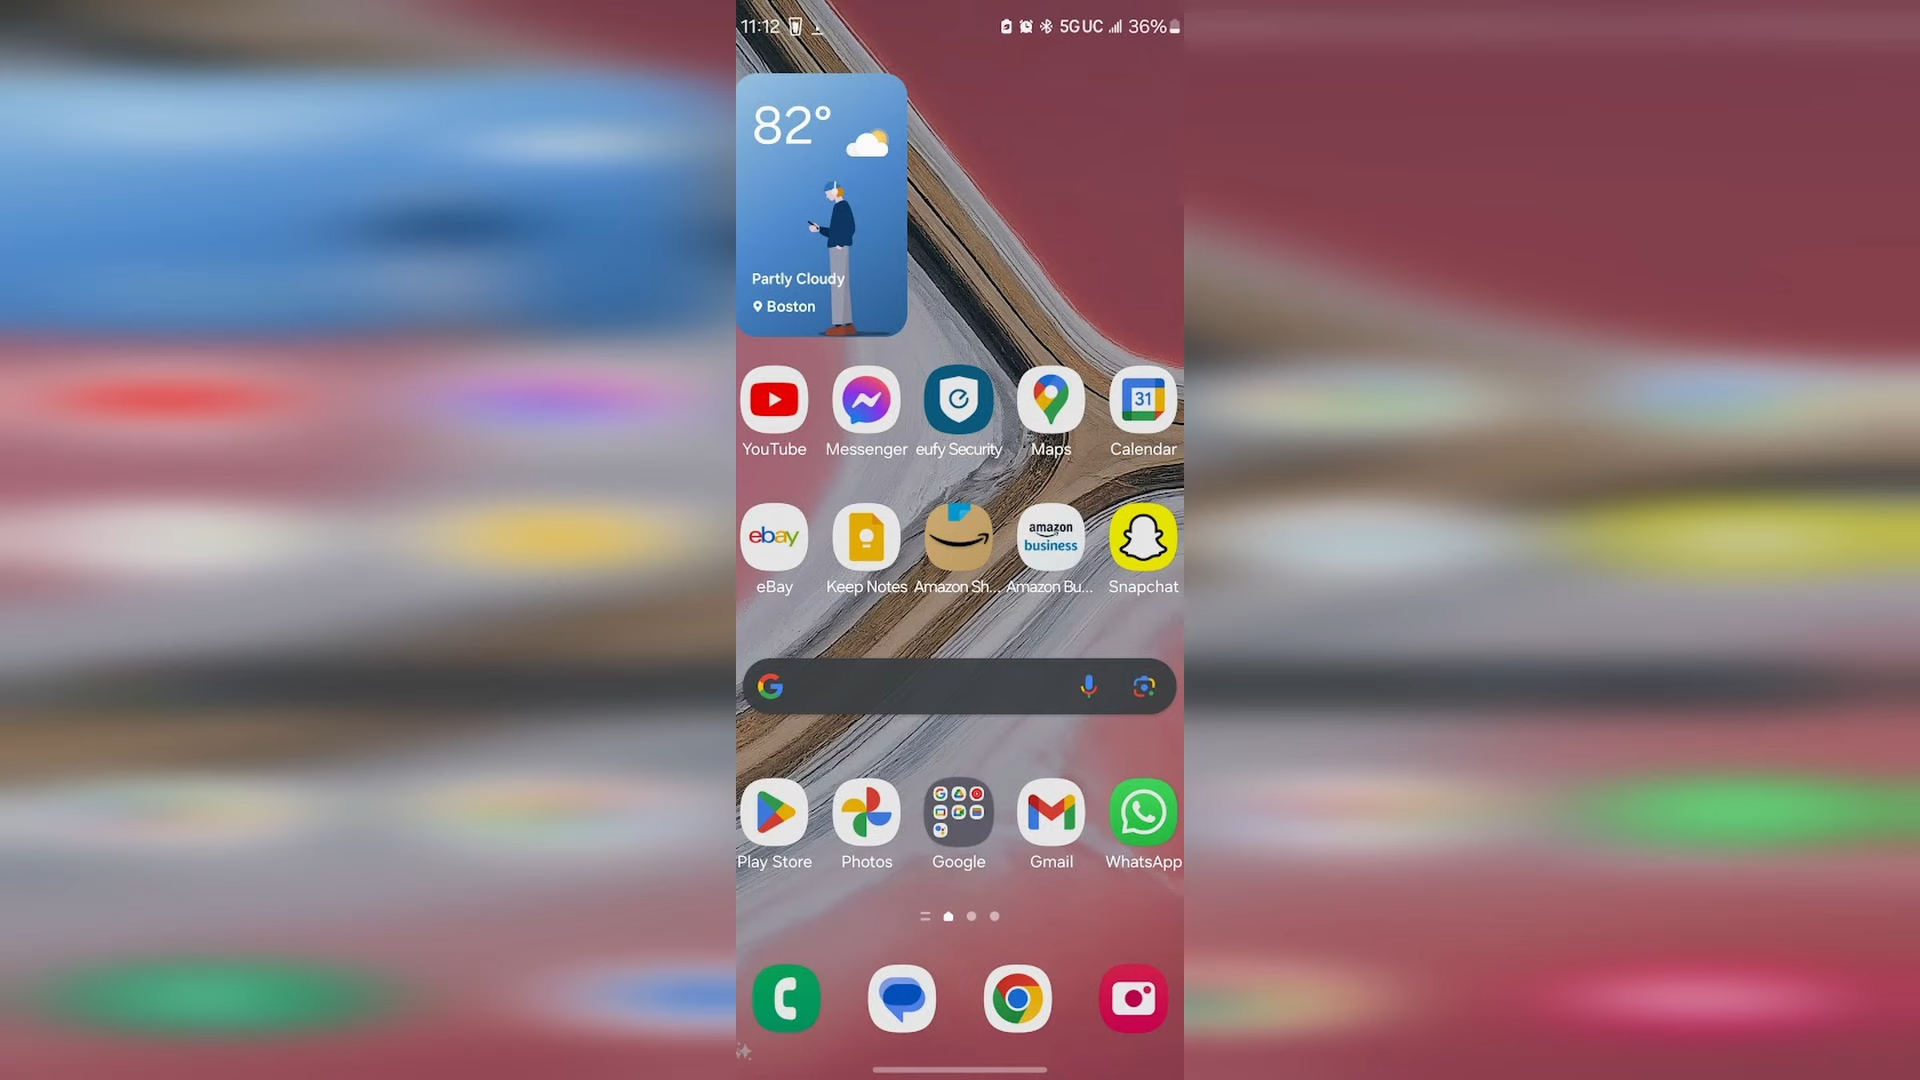 11:12 5G UC 36%
82°
Partly Cloudy
Boston
31
YouTube Messenger eufy Security Maps Calendar
ebay amazon business
eBay Keep Notes Amazon Sh... Amazon Bu... Snapchat
Play Store Photos Google Gmail WhatsApp